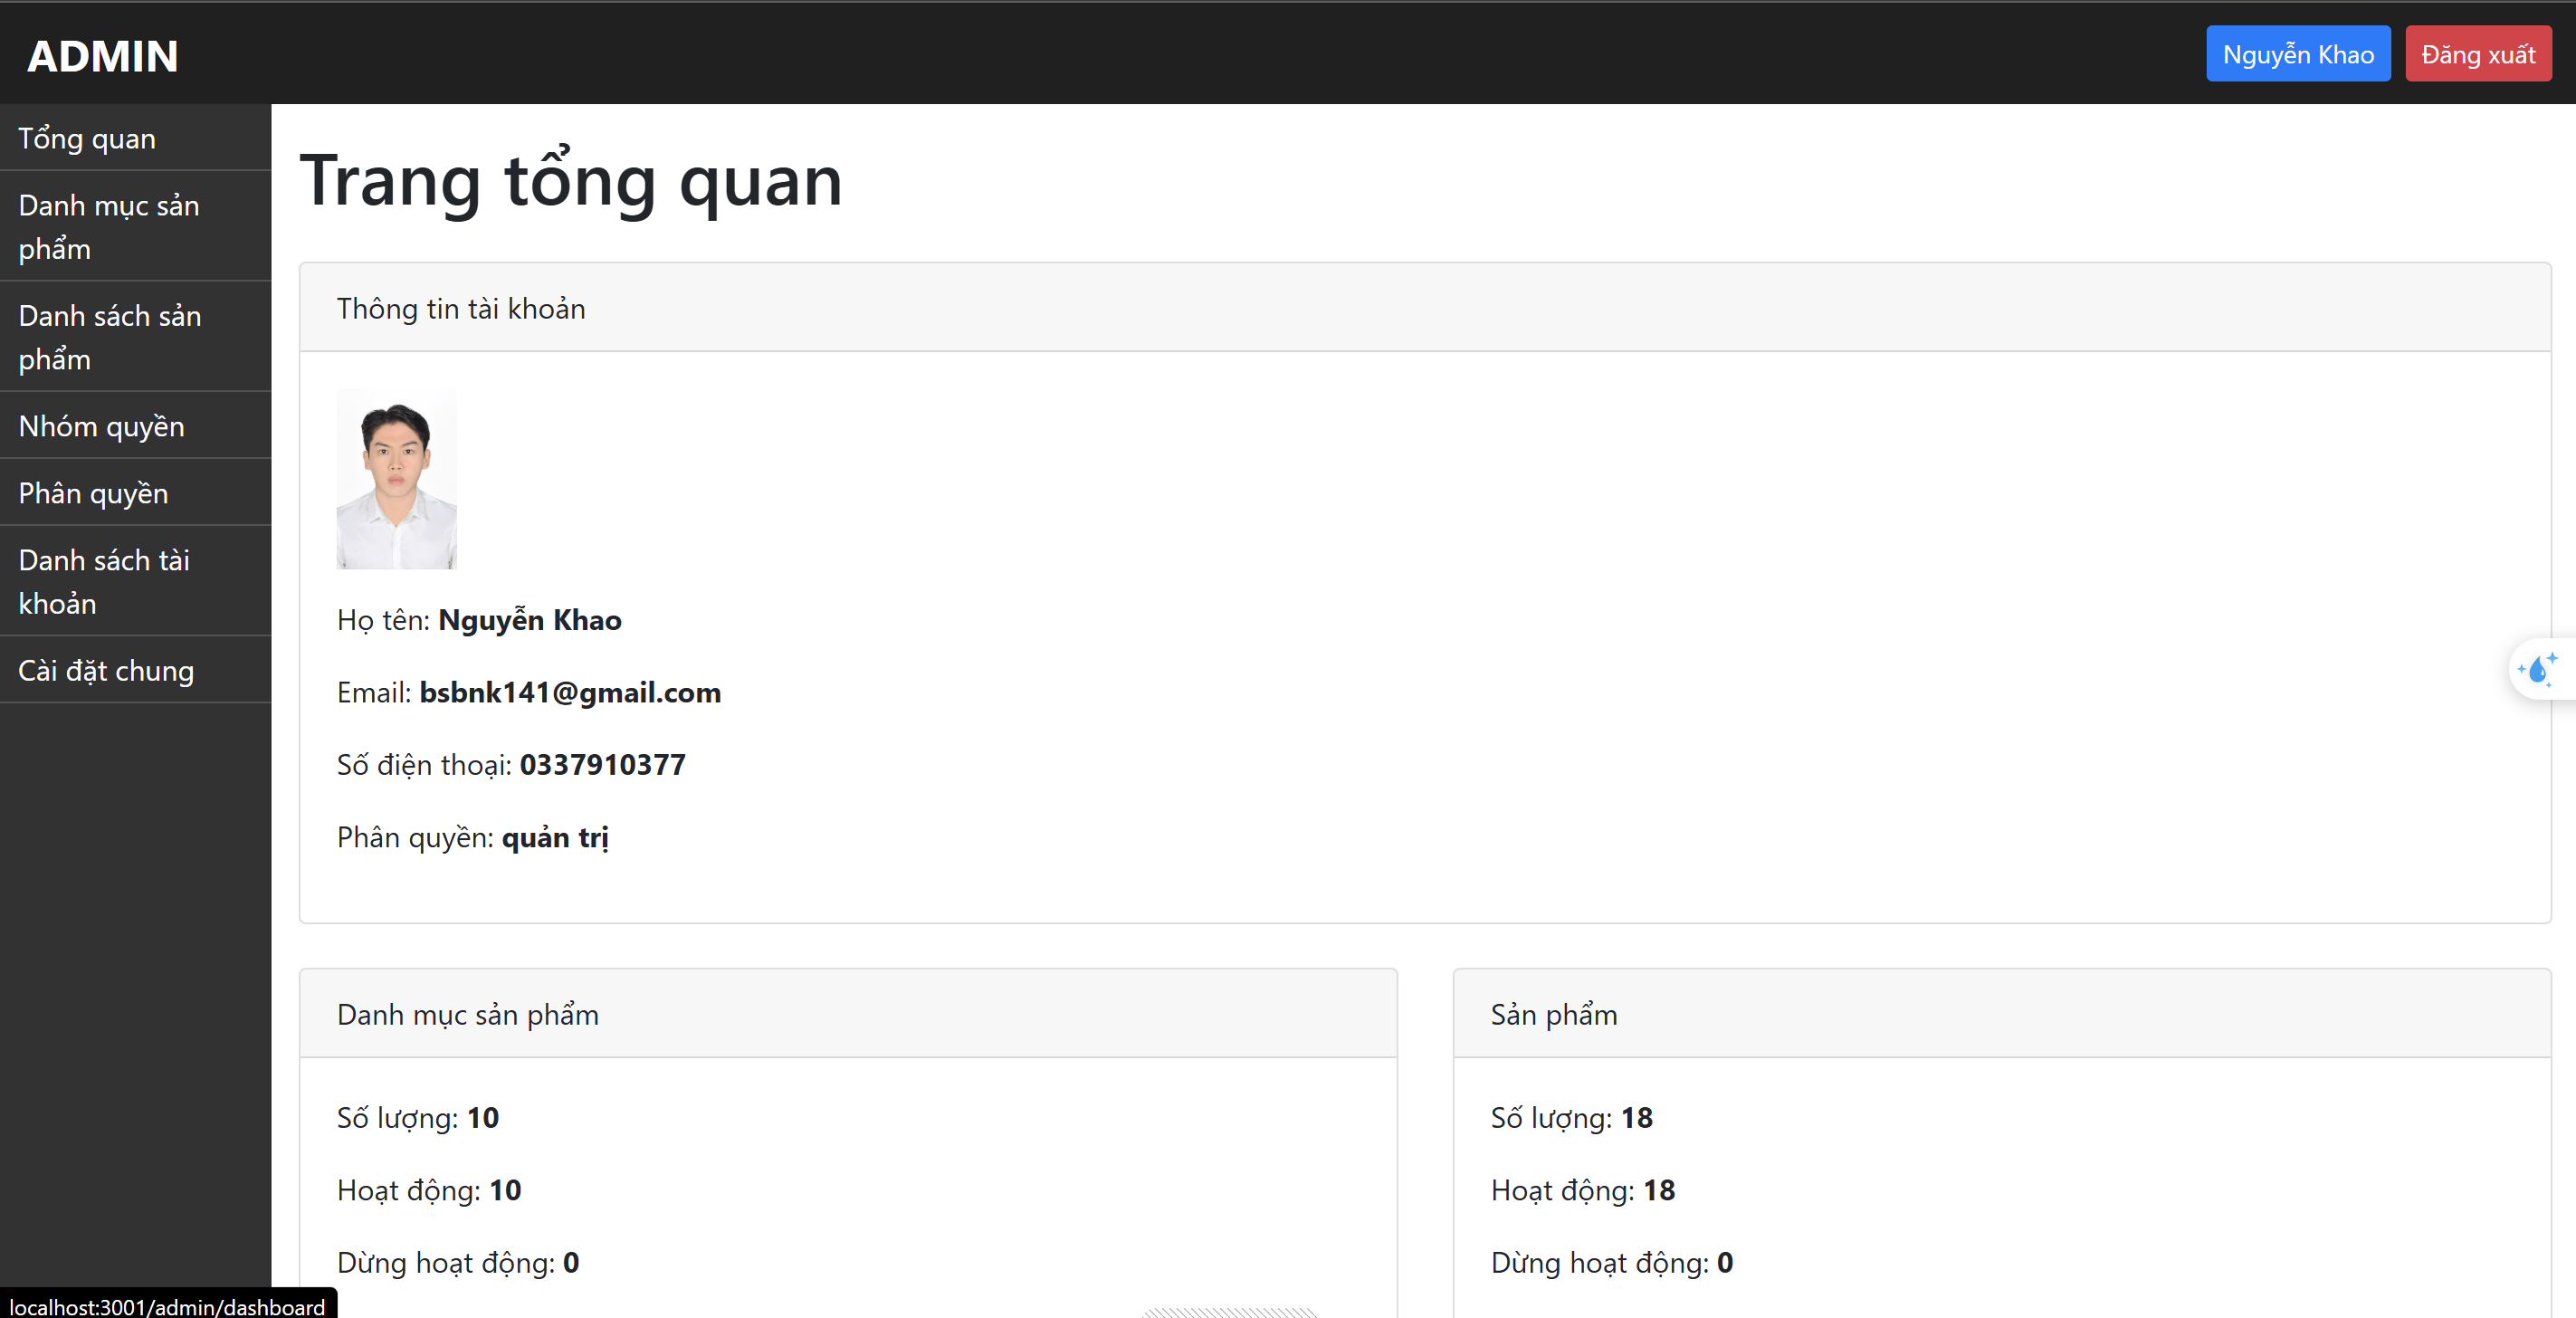 ADMIN
Nguyễn Khao
Đăng xuất
Tổng quan
Danh mục sản
phẩm
Danh sách sản
phẩm
Nhóm quyền
Phân quyền
Danh sách tài
khoản
Cài đặt chung
Trang tổng quan
Thông tin tài khoản
Họ tên: Nguyễn Khao
Email: bsbnk141@gmail.com
Số điện thoại: 0337910377
Phân quyền: quản trị
Danh mục sản phẩm
Số lượng: 10
Hoạt động: 10
Dừng hoạt động: 0
Sản phẩm
Số lượng: 18
Hoạt động: 18
Dừng hoạt động: 0
localhost:3001/admin/dashboard